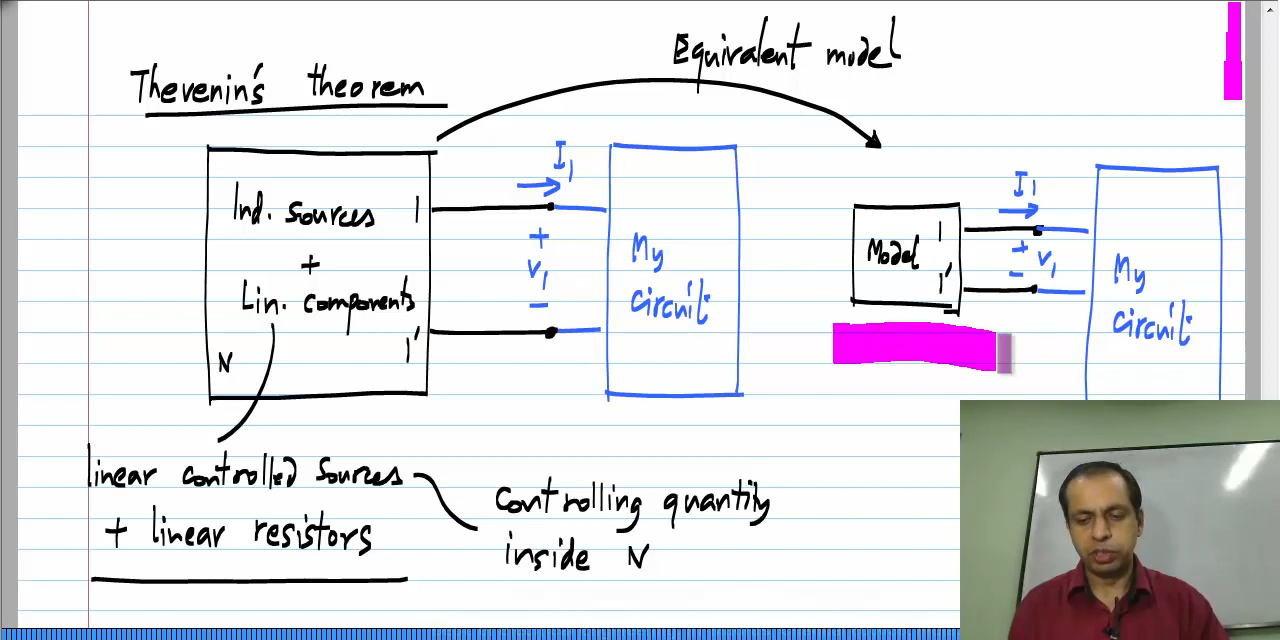 Equivalent model
Thevenin's theorem
I1
Ind. sources 1
+
Lin. components
N
1'
+
V1
−
My
circuit
I1
Model
1
1'
+
−
V1
My
circuit
linear controlled sources
+ linear resistors
Controlling quantity
inside N